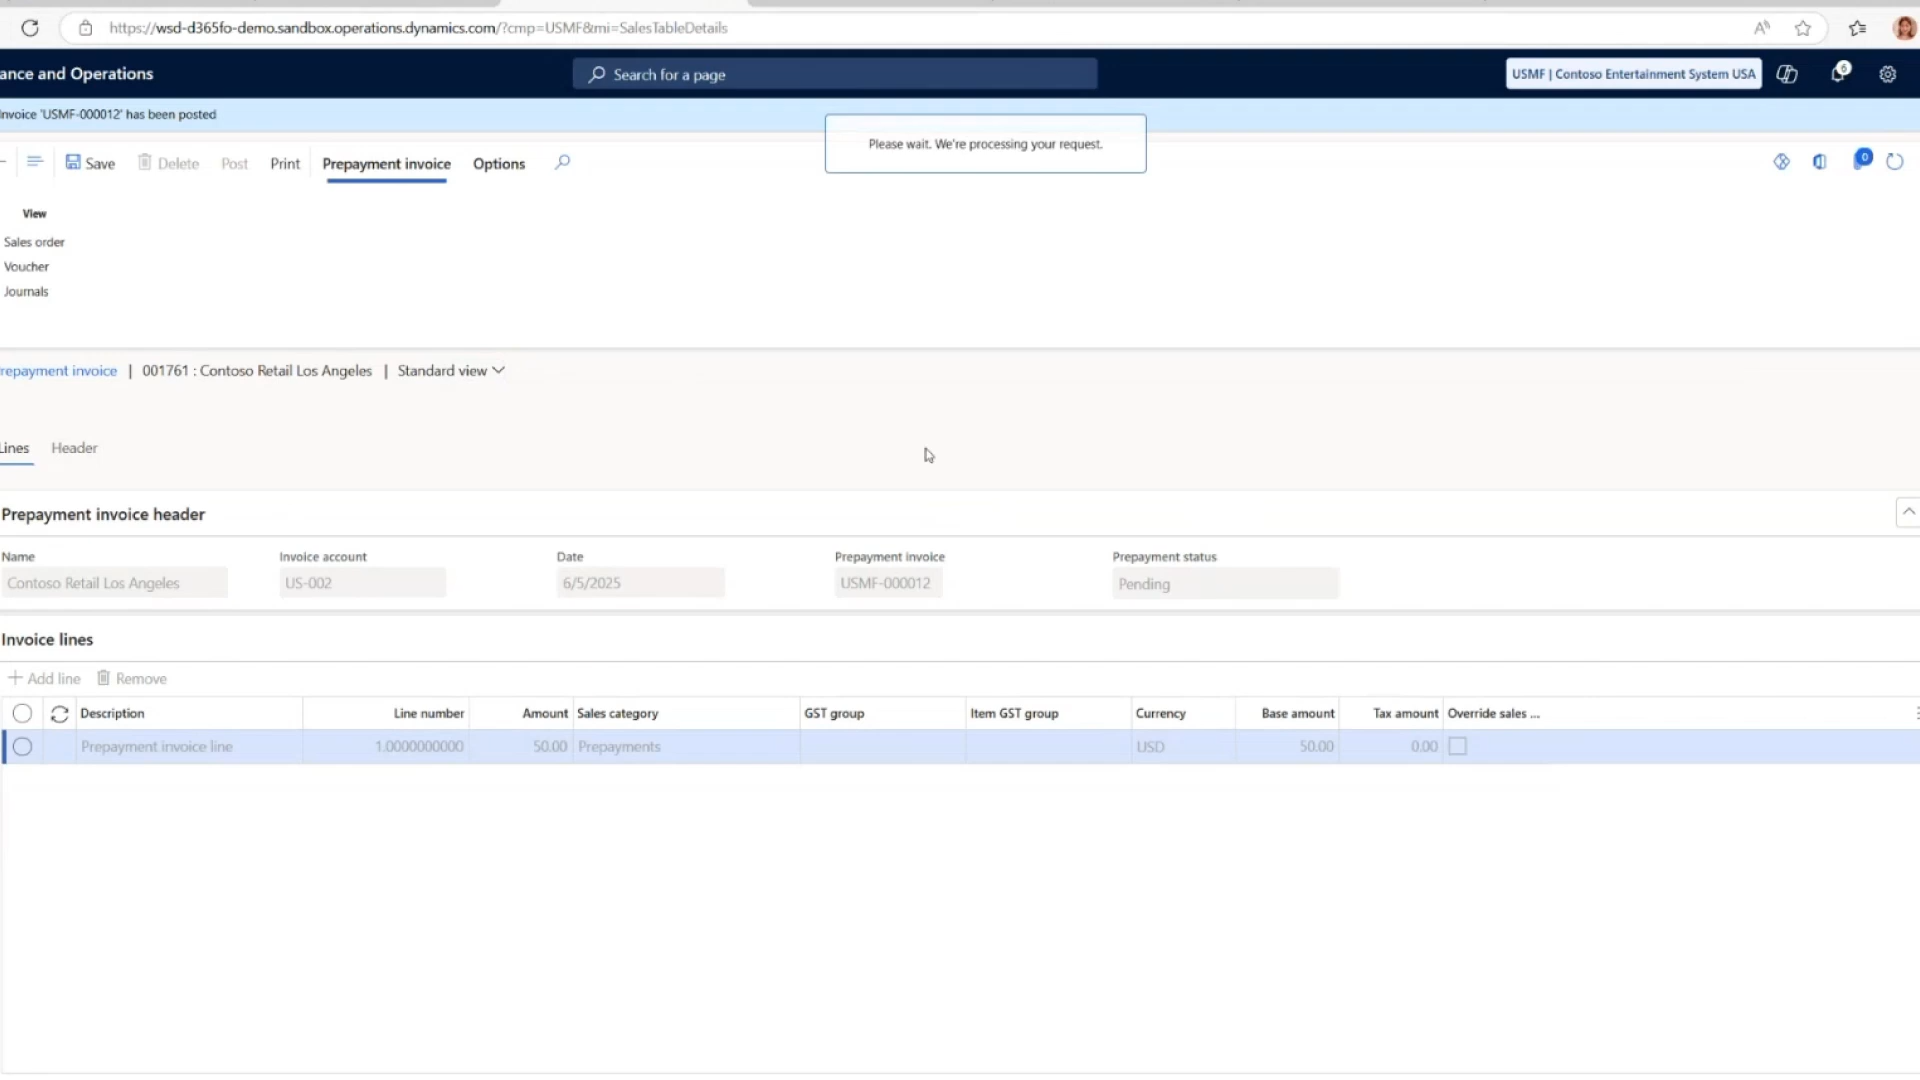 https://wsd-d365fo-demo.sandbox.operations.dynamics.com/?cmp=USMF&mi=SalesTableDetails
ance and Operations
Search for a page
USMF | Contoso Entertainment System USA
6
nvoice 'USMF-000012' has been posted
Please wait. We're processing your request.
Save
Delete
Post
Print
Prepayment invoice
Options
0
View
Sales order
Voucher
Journals
repayment invoice | 001761 : Contoso Retail Los Angeles | Standard view
Lines
Header
Prepayment invoice header
Name
Invoice account
Date
Prepayment invoice
Prepayment status
Contoso Retail Los Angeles
US-002
6/5/2025
USMF-000012
Pending
Invoice lines
Add line
Remove
Description
Line number
Amount
Sales category
GST group
Item GST group
Currency
Base amount
Tax amount
Override sales ...
Prepayment invoice line
1.0000000000
50.00
Prepayments
USD
50.00
0.00